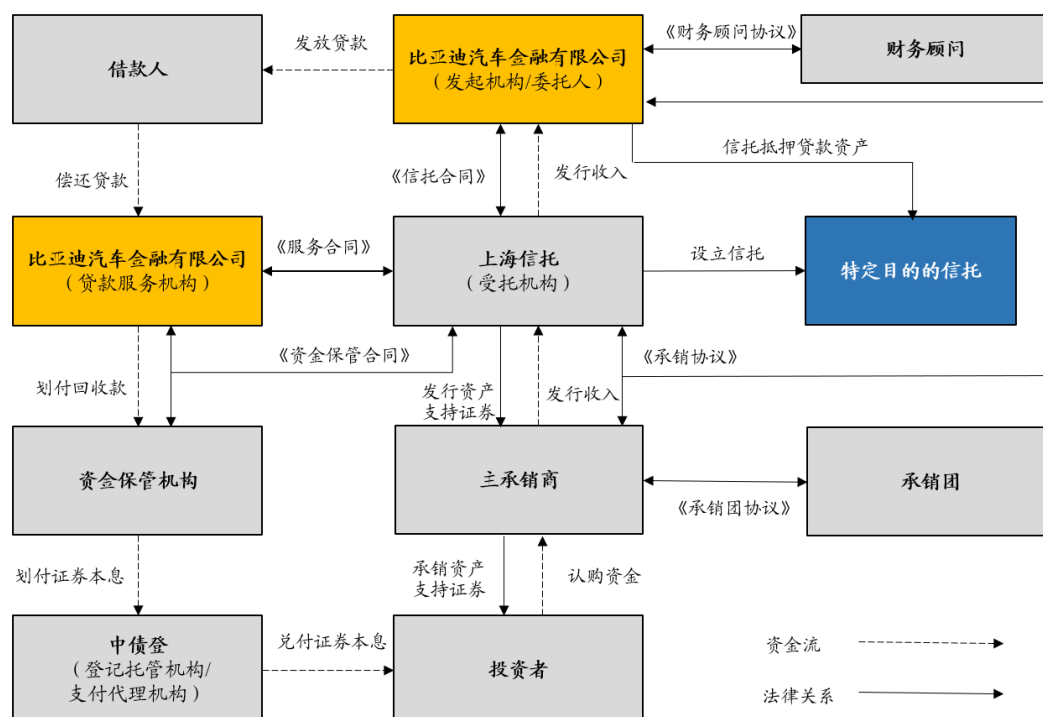 借款人
发放贷款
比亚迪汽车金融有限公司
（发起机构/委托人）
《财务顾问协议》
财务顾问
偿还贷款
《信托合同》
发行收入
信托抵押贷款资产
比亚迪汽车金融有限公司
（贷款服务机构）
《服务合同》
上海信托
（受托机构）
设立信托
特定目的的信托
划付回收款
《资金保管合同》
发行资产
支持证券
发行收入
《承销协议》
资金保管机构
主承销商
《承销团协议》
承销团
划付证券本息
承销资产
支持证券
认购资金
中债登
（登记托管机构/
支付代理机构）
兑付证券本息
投资者
资金流
法律关系